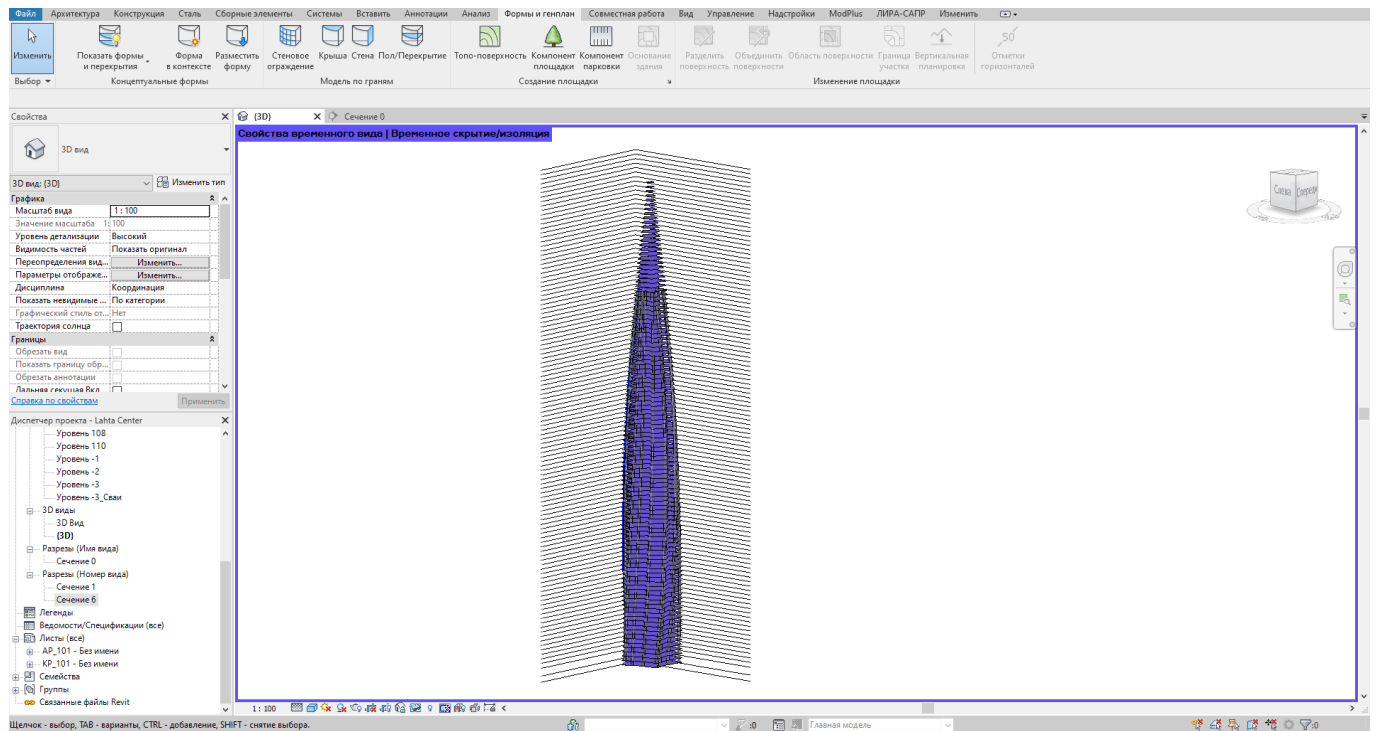 Файл Архитектура Конструкция Сталь Сборные элементы Системы Вставить Аннотации Анализ Формы и генплан Совместная работа Вид Управление Надстройки ModPlus ЛИРА-САПР Изменить
50
Изменить Показать формы Форма Разместить Стеновое Крыша Стена Пол/Перекрытие Топо-поверхность Компонент Компонент Основание Разделить Объединить Область поверхности Граница Вертикальная Отметки
и перекрытия в контексте форму ограждение площадки парковки здания поверхность поверхности участка планировка горизонталей
Выбор Концептуальные формы Модель по граням Создание площадки Изменение площадки
Свойства
{3D} Сечение 0
Свойства временного вида | Временное скрытие/изоляция
3D вид
3D вид: {3D} Изменить тип
Графика
Масштаб вида 1 : 100
Значение масштаба 1: 100
Уровень детализации Высокий
Видимость частей Показать оригинал
Переопределения вид... Изменить...
Параметры отображе... Изменить...
Дисциплина Координация
Показать невидимые ... По категории
Графический стиль от... Нет
Траектория солнца
Границы
Обрезать вид
Показать границу обр...
Обрезать аннотации
Дальняя секущая Вкл
Справка по свойствам Применить
Слева Спереди
Диспетчер проекта - Lahta Center
Уровень 108
Уровень 110
Уровень -1
Уровень -2
Уровень -3
Уровень -3_Сваи
3D виды
3D Вид
{3D}
Разрезы (Имя вида)
Сечение 0
Разрезы (Номер вида)
Сечение 1
Сечение 6
Легенды
Ведомости/Спецификации (все)
Листы (все)
АР_101 - Без имени
КР_101 - Без имени
Семейства
Группы
Связанные файлы Revit
1 : 100
Щелчок - выбор, TAB - варианты, CTRL - добавление, SHIFT - снятие выбора. :0 Главная модель :0